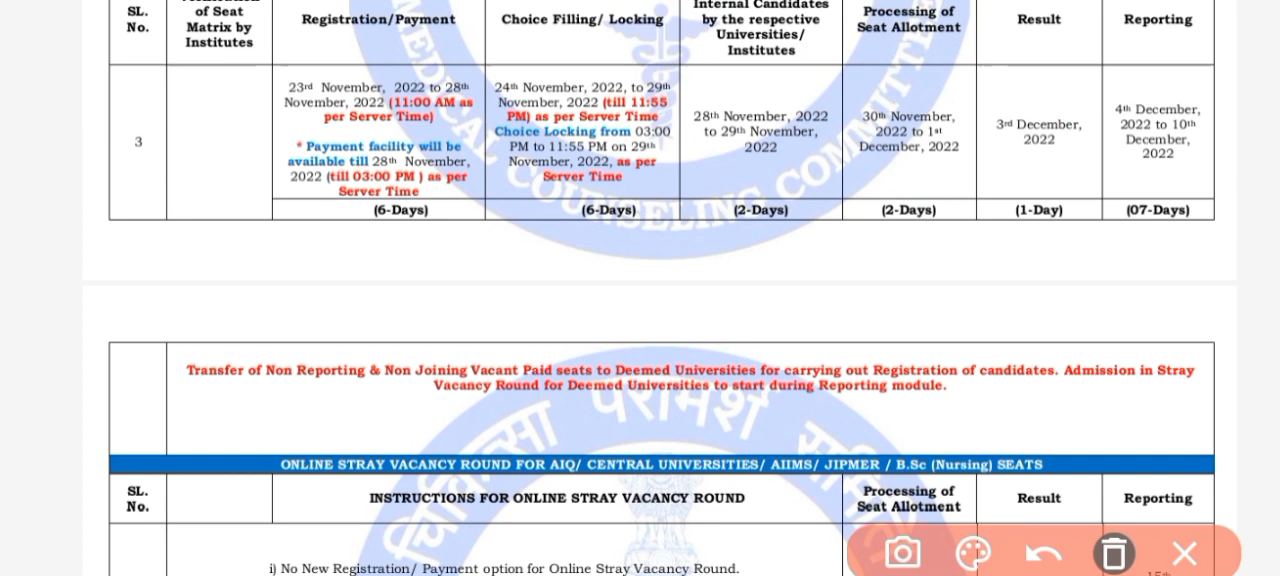 SL.
No.
of Seat
Matrix by
Institutes
Registration/Payment
Choice Filling/ Locking
Internal Candidates
by the respective
Universities/
Institutes
Processing of
Seat Allotment
Result
Reporting
3
23rd November, 2022 to 28th
November, 2022 (11:00 AM as
per Server Time)
* Payment facility will be
available till 28th November,
2022 (till 03:00 PM ) as per
Server Time
24th November, 2022, to 29th
November, 2022 (till 11:55
PM) as per Server Time
Choice Locking from 03:00
PM to 11:55 PM on 29th
November, 2022, as per
Server Time
28th November, 2022
to 29th November,
2022
30th November,
2022 to 1st
December, 2022
3rd December,
2022
4th December,
2022 to 10th
December,
2022
(6-Days)
(6-Days)
(2-Days)
(2-Days)
(1-Day)
(07-Days)
MEDICAL COUNSELING COMMITTEE
Transfer of Non Reporting & Non Joining Vacant Paid seats to Deemed Universities for carrying out Registration of candidates. Admission in Stray
Vacancy Round for Deemed Universities to start during Reporting module.
परामर्श
ONLINE STRAY VACANCY ROUND FOR AIQ/ CENTRAL UNIVERSITIES/ AIIMS/ JIPMER / B.Sc (Nursing) SEATS
SL.
No.
INSTRUCTIONS FOR ONLINE STRAY VACANCY ROUND
Processing of
Seat Allotment
Result
Reporting
i) No New Registration/ Payment option for Online Stray Vacancy Round.